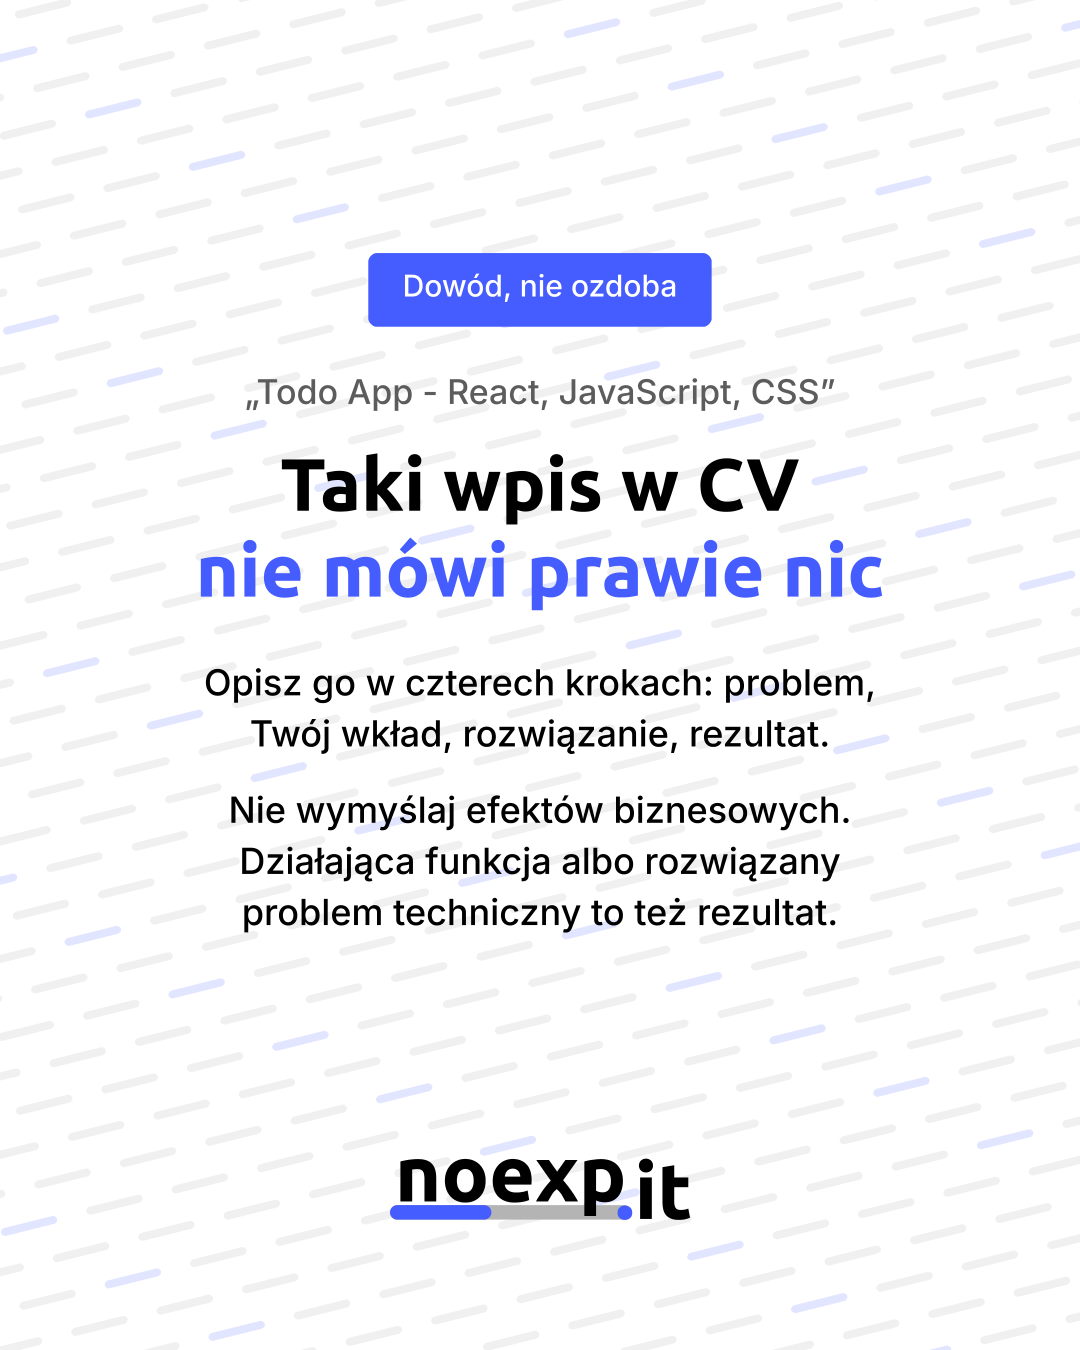 Dowód, nie ozdoba
„Todo App - React, JavaScript, CSS”
Taki wpis w CV
nie mówi prawie nic
Opisz go w czterech krokach: problem,
Twój wkład, rozwiązanie, rezultat.
Nie wymyślaj efektów biznesowych.
Działająca funkcja albo rozwiązany
problem techniczny to też rezultat.
noexp.it